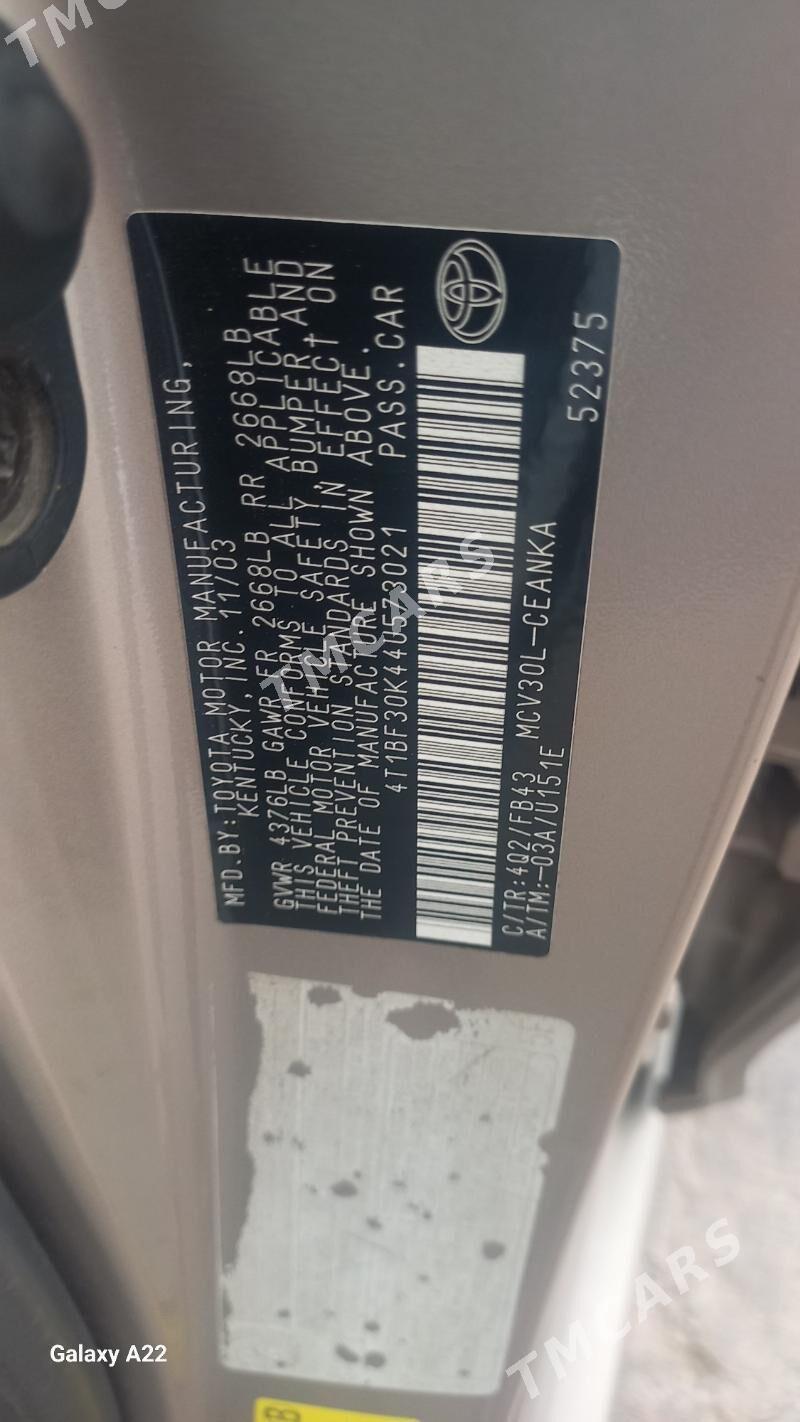 TMCARS
MFD.BY:TOYOTA MOTOR MANUFACTURING,
KENTUCKY, INC. 11/03
GVWR 4376LB GAWR FR 2668LB RR 2668LB
THIS VEHICLE CONFORMS TO ALL APPLICABLE
FEDERAL MOTOR VEHICLE SAFETY, BUMPER AND
THEFT PREVENTION STANDARDS IN EFFECT ON
THE DATE OF MANUFACTURE SHOWN ABOVE.
4T1BF30K44U573021 PASS.CAR
C/TR:4Q2/FB43 MCV30L-CEANKA
A/TM:-03A/U151E 52375
TMCARS
TMCARS
Galaxy A22